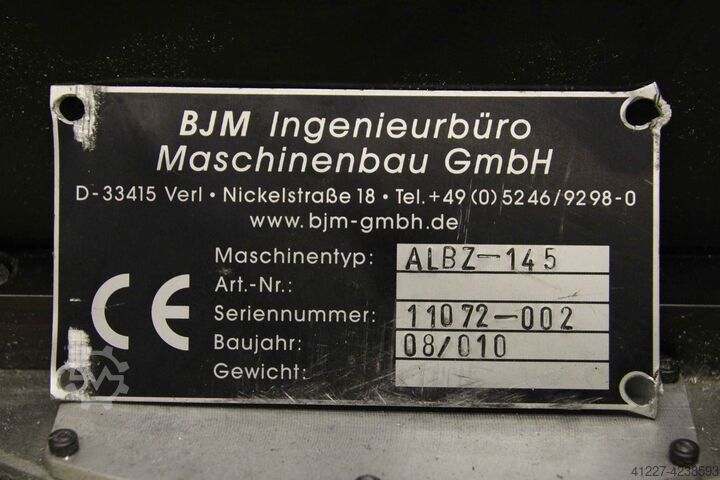 BJM Ingenieurbüro
Maschinenbau GmbH
D-33415 Verl • Nickelstraße 18 • Tel.+49(0)5246/9298-0
www.bjm-gmbh.de
Maschinentyp: ALBZ-145
Art.-Nr.:
Seriennummer: 11072-002
Baujahr: 08/010
Gewicht:
CE
41227-4238593